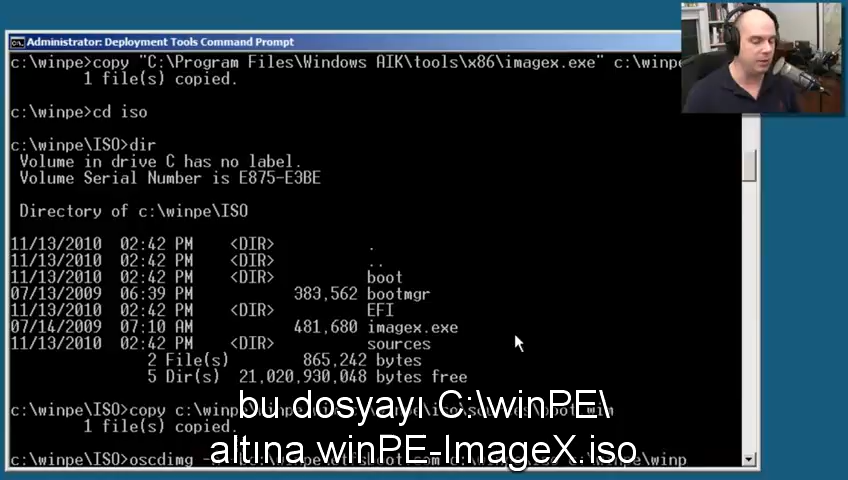 Administrator: Deployment Tools Command Prompt
c:\winpe>copy "C:\Program Files\Windows AIK\tools\x86\imagex.exe" c:\winpe
1 file(s) copied.
c:\winpe>cd iso
c:\winpe\ISO>dir
Volume in drive C has no label.
Volume Serial Number is E875-E3BE
Directory of c:\winpe\ISO
11/13/2010 02:42 PM <DIR> .
11/13/2010 02:42 PM <DIR> ..
11/13/2010 02:42 PM <DIR> boot
07/13/2009 06:39 PM 383,562 bootmgr
11/13/2010 02:42 PM <DIR> EFI
07/14/2009 07:10 AM 481,680 imagex.exe
11/13/2010 02:42 PM <DIR> sources
2 File(s) 865,242 bytes
5 Dir(s) 21,020,930,048 bytes free
c:\winpe\ISO>copy
1 file(s) copied.
bu dosyayı C:\winPE\
altına winPE-ImageX.iso
c:\winpe\ISO>oscdimg